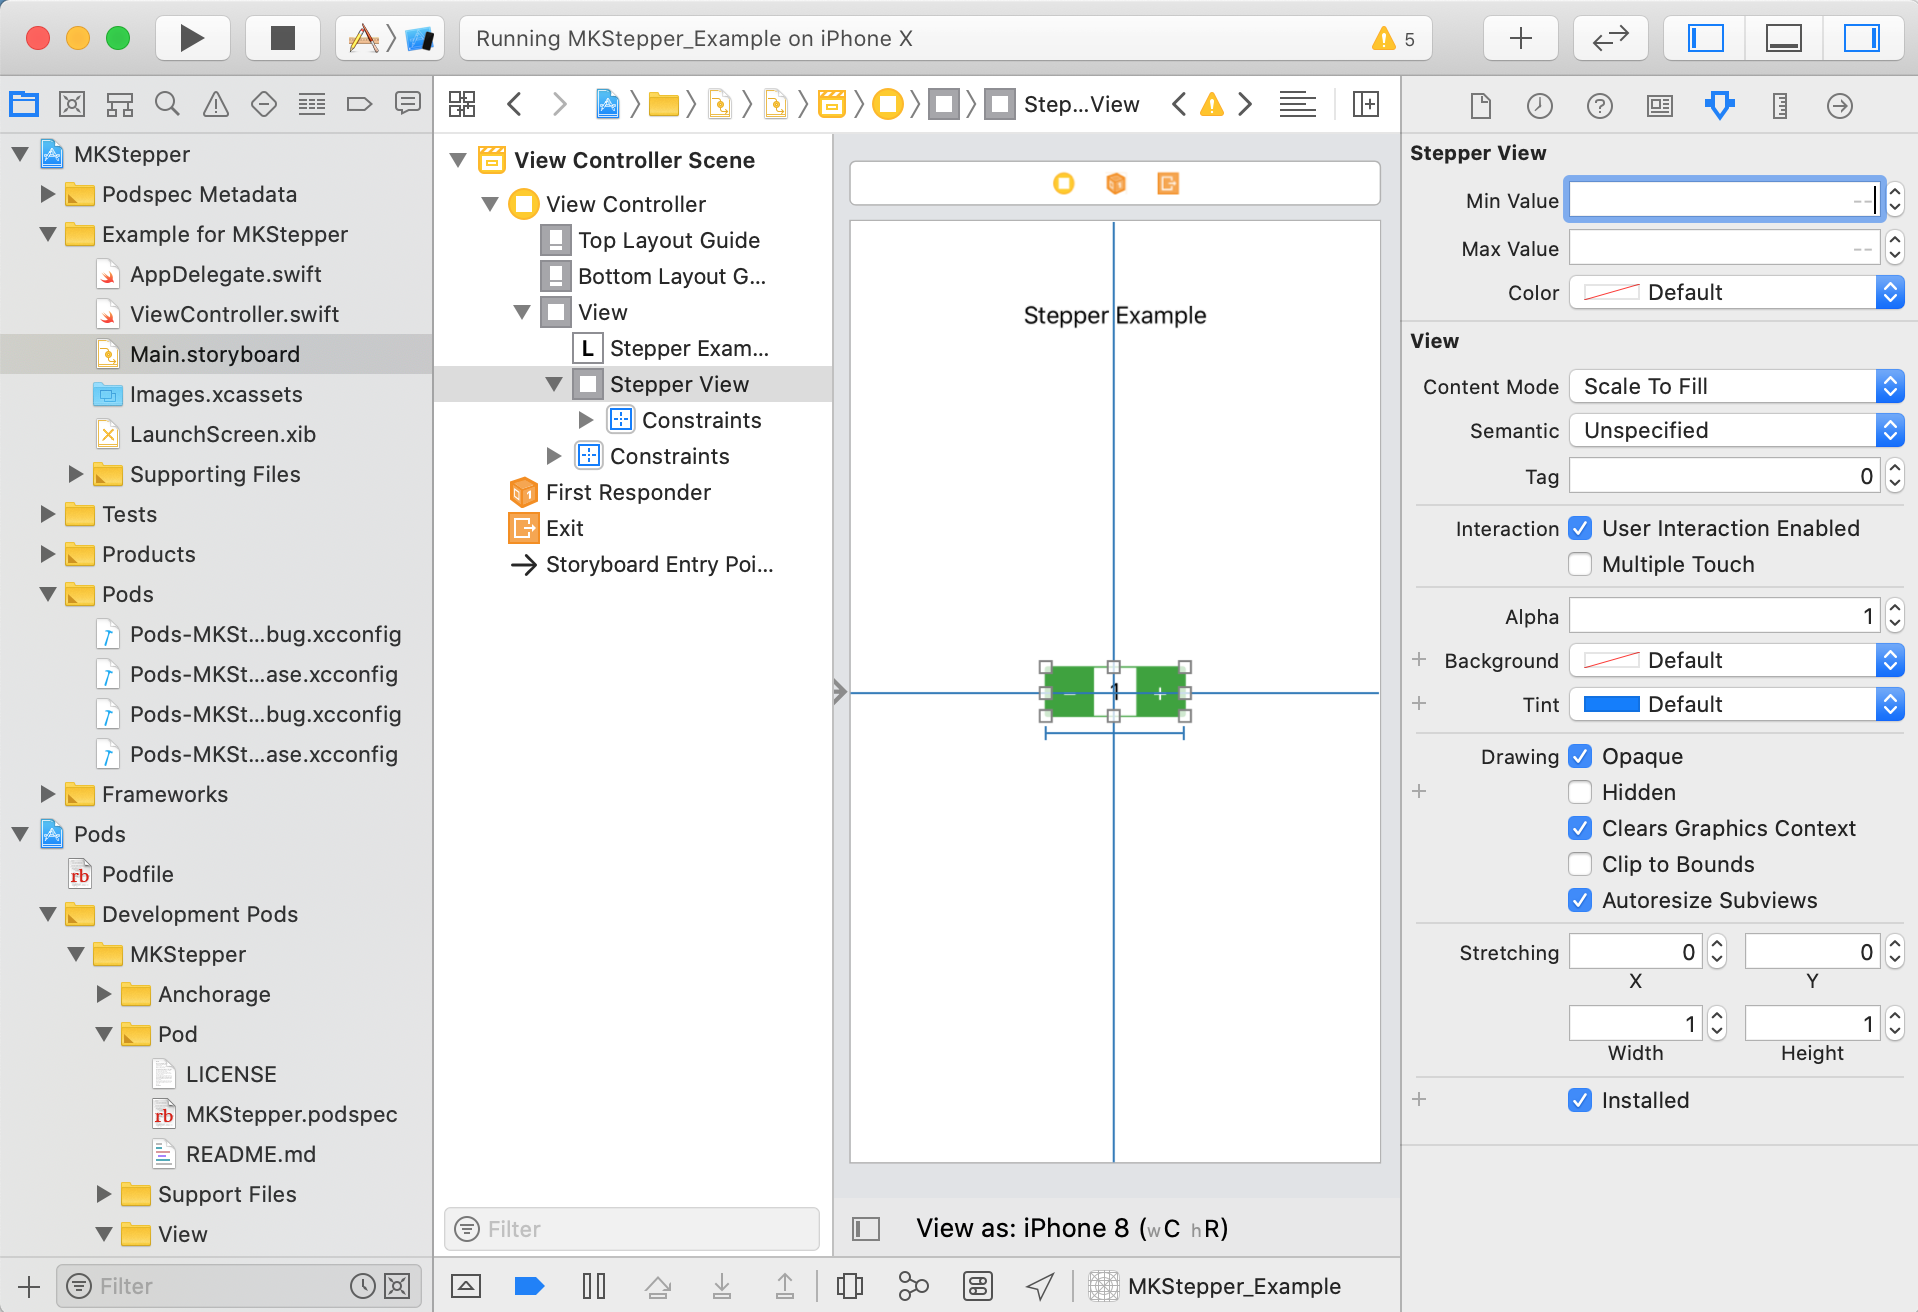 Running MKStepper_Example on iPhone X
5
Step...View
MKStepper
Podspec Metadata
Example for MKStepper
AppDelegate.swift
ViewController.swift
Main.storyboard
Images.xcassets
LaunchScreen.xib
Supporting Files
Tests
Products
Pods
Pods-MKSt...bug.xcconfig
Pods-MKSt...ase.xcconfig
Pods-MKSt...bug.xcconfig
Pods-MKSt...ase.xcconfig
Frameworks
Pods
rb Podfile
Development Pods
MKStepper
Anchorage
Pod
LICENSE
rb MKStepper.podspec
README.md
Support Files
View
Filter
View Controller Scene
View Controller
Top Layout Guide
Bottom Layout G...
View
L Stepper Exam...
Stepper View
Constraints
Constraints
First Responder
Exit
Storyboard Entry Poi...
Filter
Stepper Example
− 1 +
View as: iPhone 8 (wC hR)
MKStepper_Example
Stepper View
Min Value --
Max Value --
Color Default
View
Content Mode Scale To Fill
Semantic Unspecified
Tag 0
Interaction User Interaction Enabled
Multiple Touch
Alpha 1
+ Background Default
+ Tint Default
Drawing Opaque
+ Hidden
Clears Graphics Context
Clip to Bounds
Autoresize Subviews
Stretching 0 0
X Y
1 1
Width Height
+ Installed